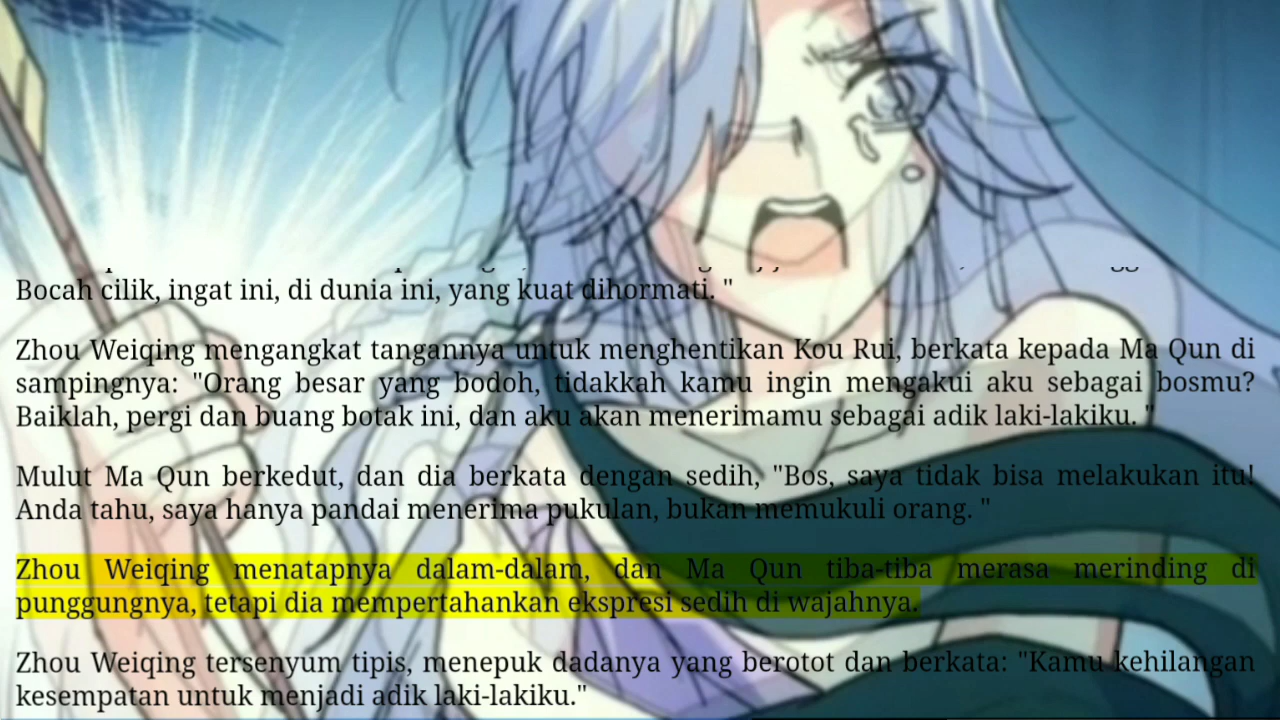 Bocah cilik, ingat ini, di dunia ini, yang kuat dihormati. "
Zhou Weiqing mengangkat tangannya untuk menghentikan Kou Rui, berkata kepada Ma Qun di
sampingnya: "Orang besar yang bodoh, tidakkah kamu ingin mengakui aku sebagai bosmu?
Baiklah, pergi dan buang botak ini, dan aku akan menerimamu sebagai adik laki-lakiku. "
Mulut Ma Qun berkedut, dan dia berkata dengan sedih, "Bos, saya tidak bisa melakukan itu!
Anda tahu, saya hanya pandai menerima pukulan, bukan memukuli orang. "
Zhou Weiqing menatapnya dalam-dalam, dan Ma Qun tiba-tiba merasa merinding di
punggungnya, tetapi dia mempertahankan ekspresi sedih di wajahnya.
Zhou Weiqing tersenyum tipis, menepuk dadanya yang berotot dan berkata: "Kamu kehilangan
kesempatan untuk menjadi adik laki-lakiku."